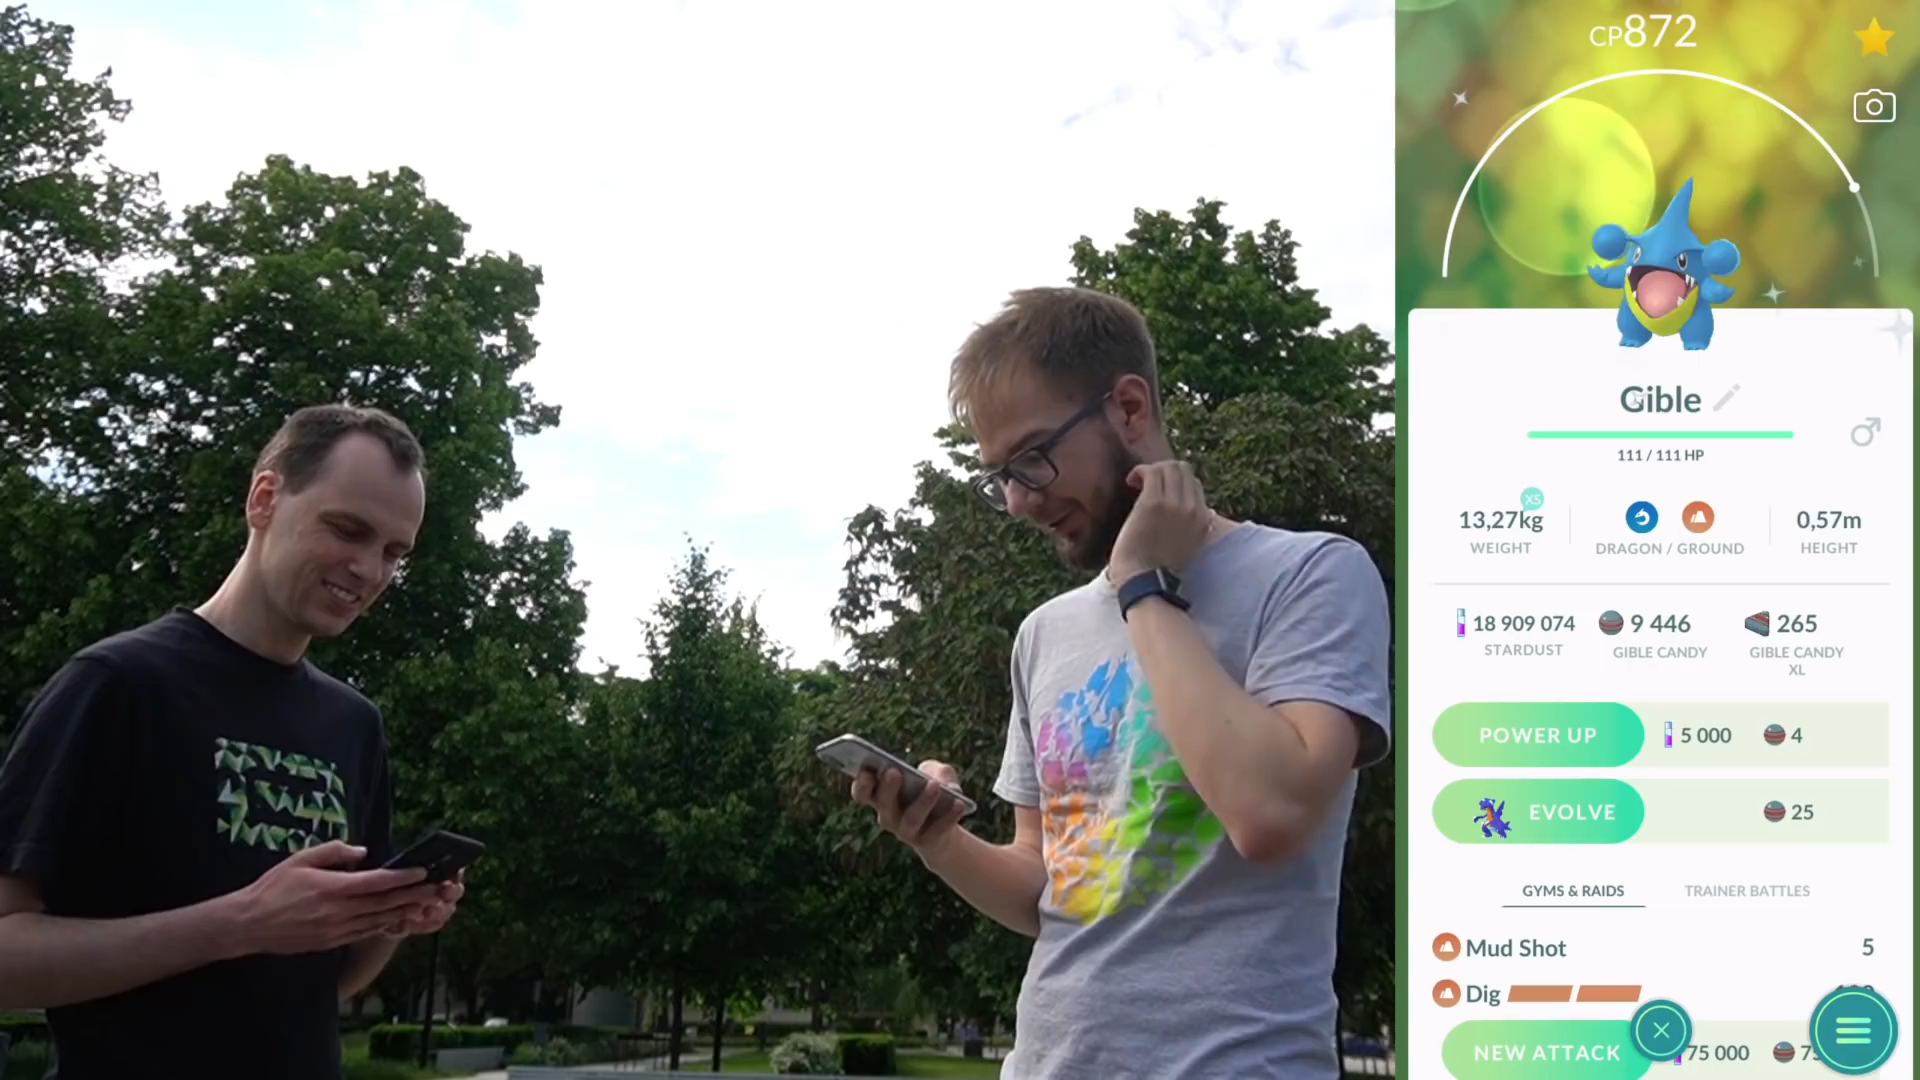 CP872
Gible
111 / 111 HP
XS
13,27kg
WEIGHT
DRAGON / GROUND
0,57m
HEIGHT
18 909 074
STARDUST
9 446
GIBLE CANDY
265
GIBLE CANDY
XL
POWER UP 5 000 4
EVOLVE 25
GYMS & RAIDS TRAINER BATTLES
Mud Shot 5
Dig
NEW ATTACK 75 000